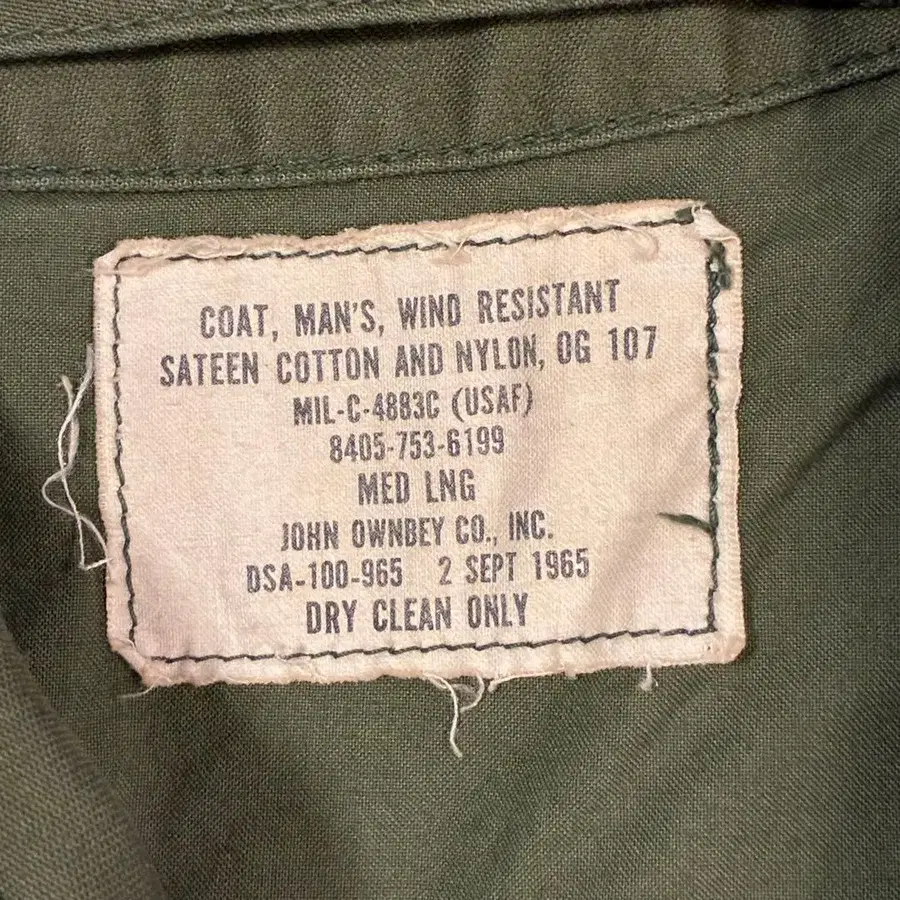 COAT, MAN'S, WIND RESISTANT
SATEEN COTTON AND NYLON, OG 107
MIL-C-4883C (USAF)
8405-753-6199
MED LNG
JOHN OWNBEY CO., INC.
DSA-100-965 2 SEPT 1965
DRY CLEAN ONLY